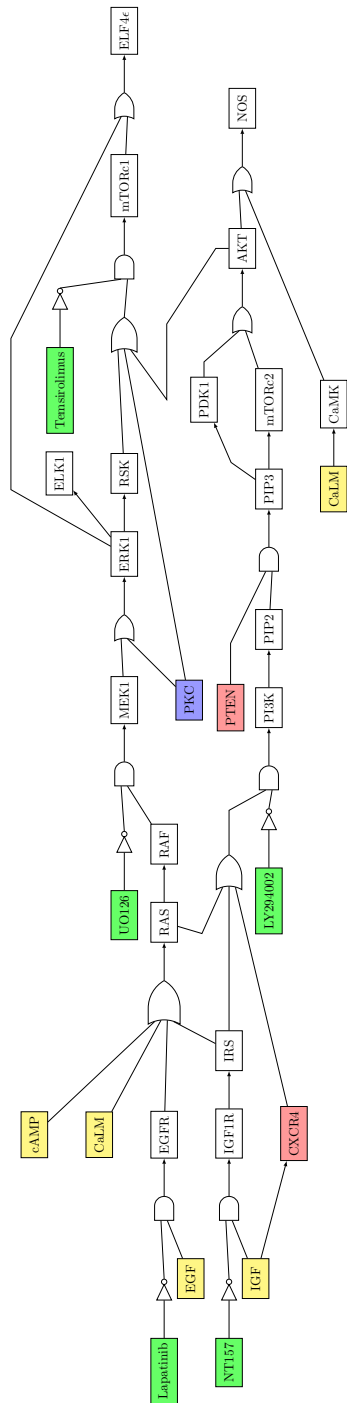 Lapatinib
EGF
NT157
IGF
cAMP
CaLM
EGFR
IGF1R
CXCR4
IRS
RAS
RAF
UO126
LY294002
MEK1
PKC
PI3K
PTEN
PIP2
ERK1
ELK1
RSK
PIP3
PDK1
mTORc2
Temsirolimus
CaLM
CaMK
AKT
mTORc1
NOS
ELF4ϵ